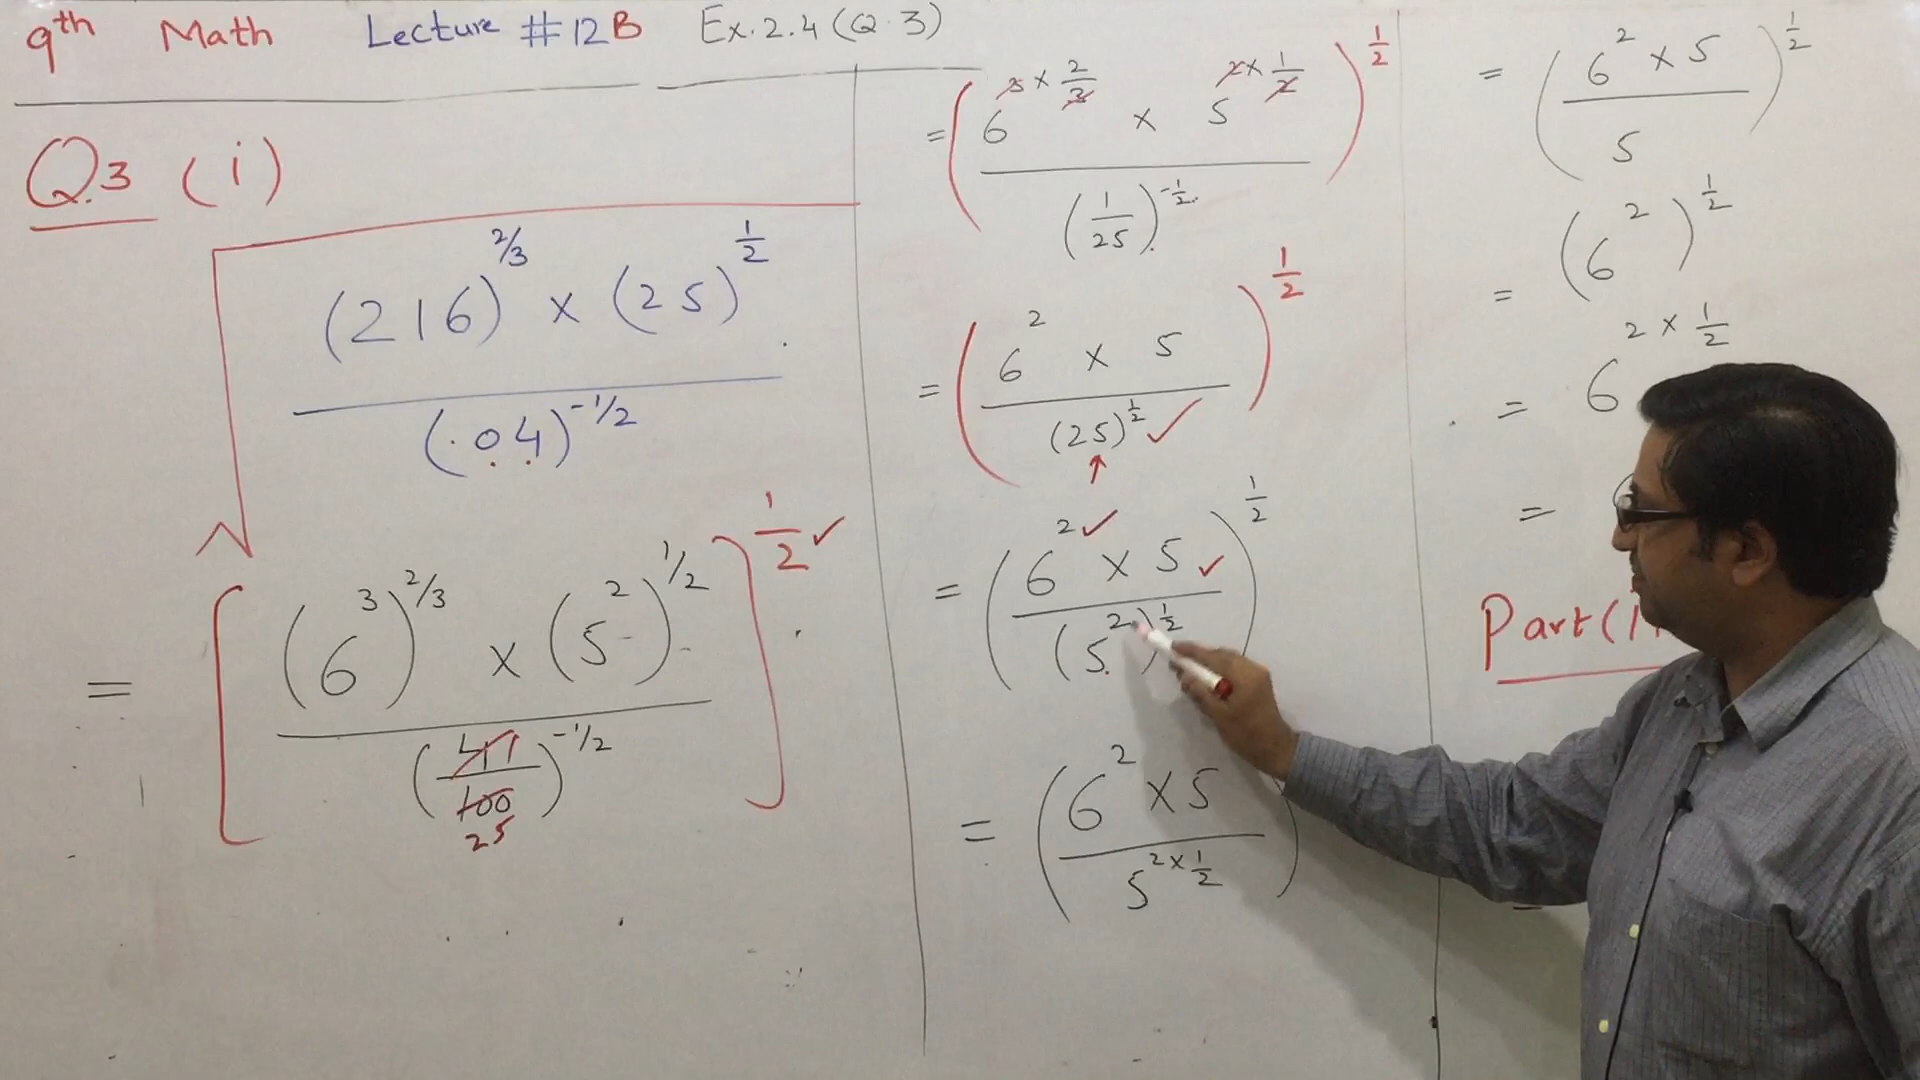 9th Math Lecture #12B Ex.2.4 (Q.3)
Q.3 (i)
√ (216)^2/3 × (25)^1/2
(.04)^-1/2
= [ (6^3)^2/3 × (5^2)^1/2 ]^1/2 ✓
(4 1 / 100 25)^-1/2
= ( 6^3×2/3 × 5^2×1/2 )^1/2
(1/25)^-1/2
= ( 6^2 × 5 )^1/2
(25)^1/2 ✓
↑
= ( 6^2 ✓ × 5 ✓ )^1/2
(5^2)^1/2
= ( 6^2 × 5 )
5^2×1/2
= ( 6^2 × 5 )^1/2
5
= (6^2)^1/2
= 6^2×1/2
=
Part (i